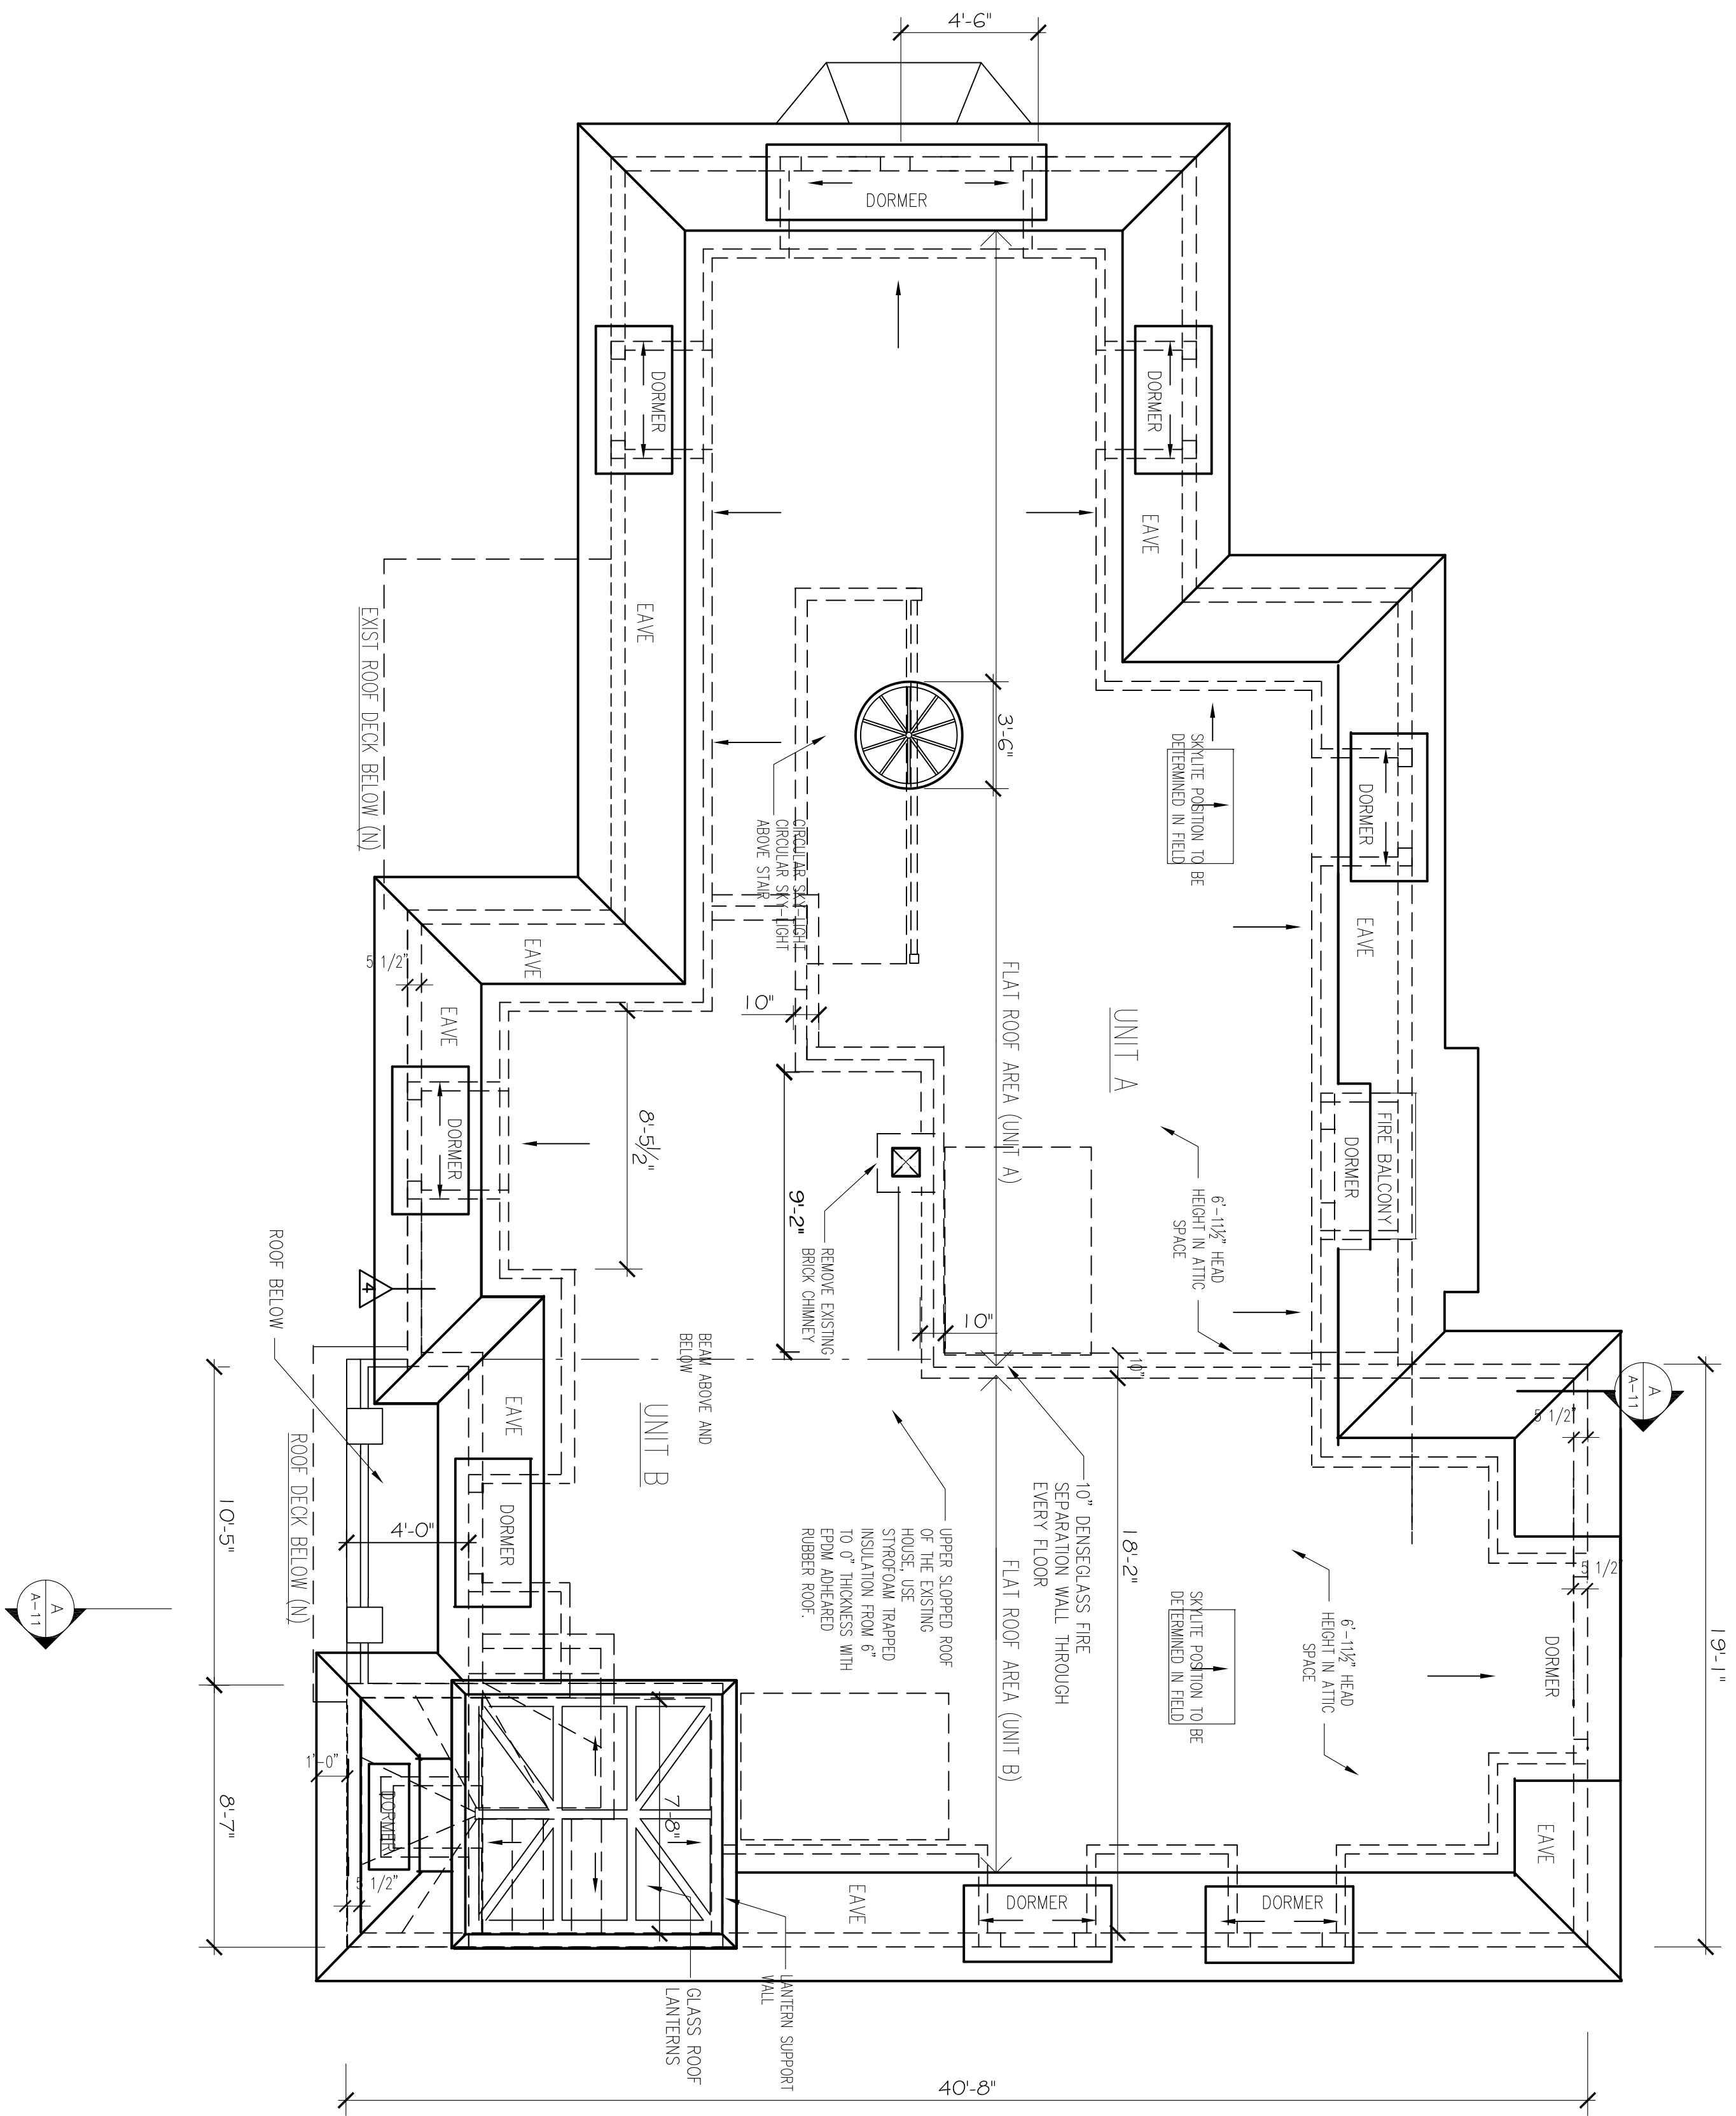 4'-6"
DORMER
DORMER
DORMER
EAVE
EAVE
EXIST ROOF DECK BELOW (N)
3'-6"
CIRCULAR SKY-LIGHT
CIRCULAR SKY-LIGHT
ABOVE STAIR
SKYLITE POSITION TO BE
DETERMINED IN FIELD
DORMER
EAVE
EAVE
5 1/2"
EAVE
10"
FLAT ROOF AREA (UNIT A)
UNIT A
DORMER
8'-5½"
9'-2"
REMOVE EXISTING
BRICK CHIMNEY
6'-11½" HEAD
HEIGHT IN ATTIC
SPACE
FIRE BALCONY
DORMER
ROOF BELOW
4
10"
10"
BEAM ABOVE AND
BELOW
UNIT B
EAVE
DORMER
4'-0"
10'-5"
ROOF DECK BELOW (N)
10" DENSEGLASS FIRE
SEPARATION WALL THROUGH
EVERY FLOOR
UPPER SLOPPED ROOF
OF THE EXISTING
HOUSE, USE
STYROFOAM TRAPPED
INSULATION FROM 6"
TO 0" THICKNESS WITH
EPDM ADHEARED
RUBBER ROOF.
18'-2"
FLAT ROOF AREA (UNIT B)
SKYLITE POSITION TO BE
DETERMINED IN FIELD
6'-11½" HEAD
HEIGHT IN ATTIC
SPACE
A
A-11
5 1/2"
5 1/2"
DORMER
19'-1"
A
A-11
1'-0"
8'-7"
DORMER
5 1/2"
7'-8"
EAVE
DORMER
DORMER
EAVE
LANTERN SUPPORT
WALL
GLASS ROOF
LANTERNS
40'-8"